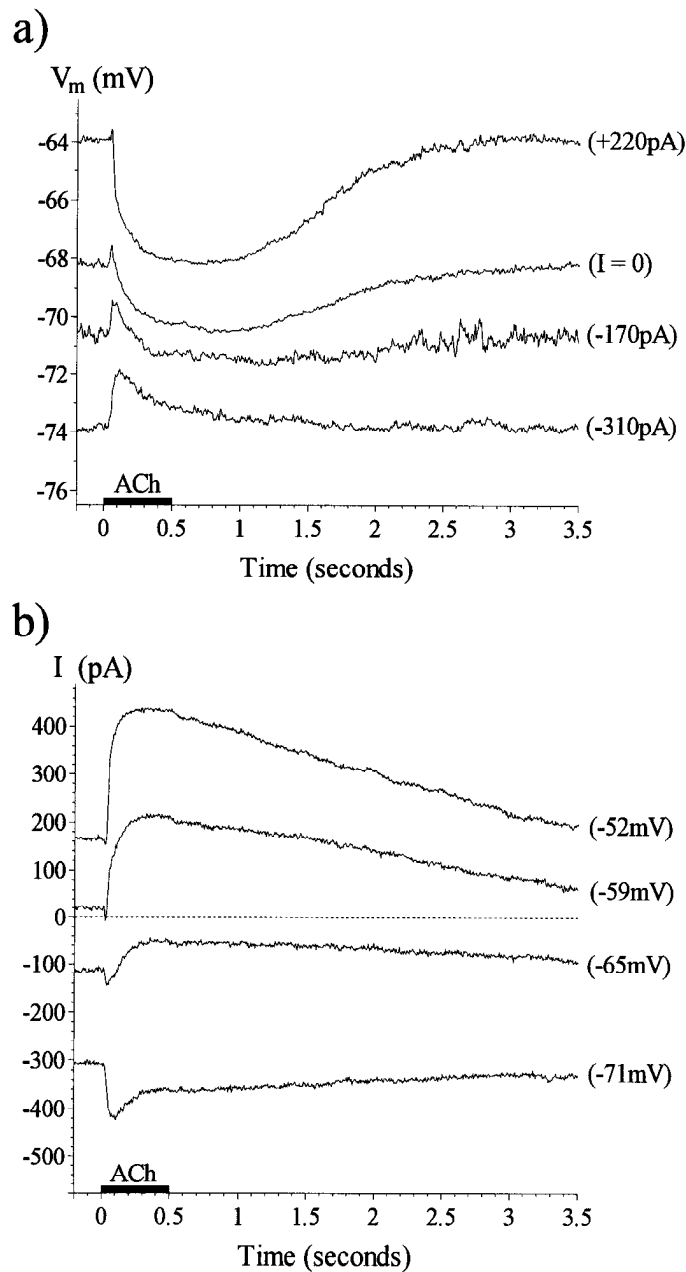 a)
Vm (mV)
-64
-66
-68
-70
-72
-74
-76
(+220pA)
(I = 0)
(-170pA)
(-310pA)
ACh
0 0.5 1 1.5 2 2.5 3 3.5
Time (seconds)
b)
I (pA)
400
300
200
100
0
-100
-200
-300
-400
-500
(-52mV)
(-59mV)
(-65mV)
(-71mV)
ACh
0 0.5 1 1.5 2 2.5 3 3.5
Time (seconds)